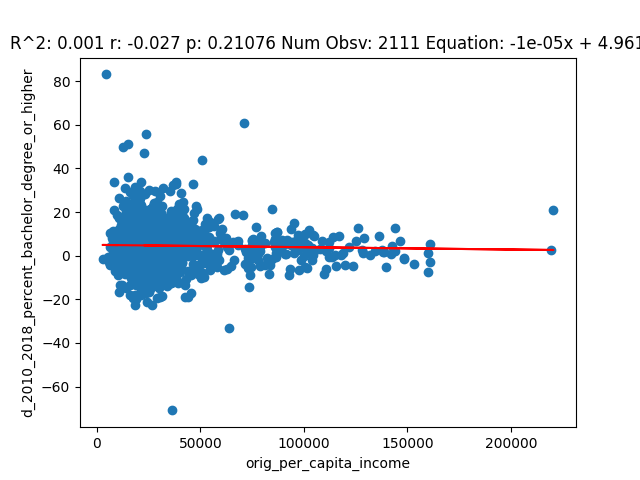 R^2: 0.001 r: -0.027 p: 0.21076 Num Obsv: 2111 Equation: -1e-05x + 4.961
d_2010_2018_percent_bachelor_degree_or_higher
80
60
40
20
0
−20
−40
−60
0 50000 100000 150000 200000
orig_per_capita_income